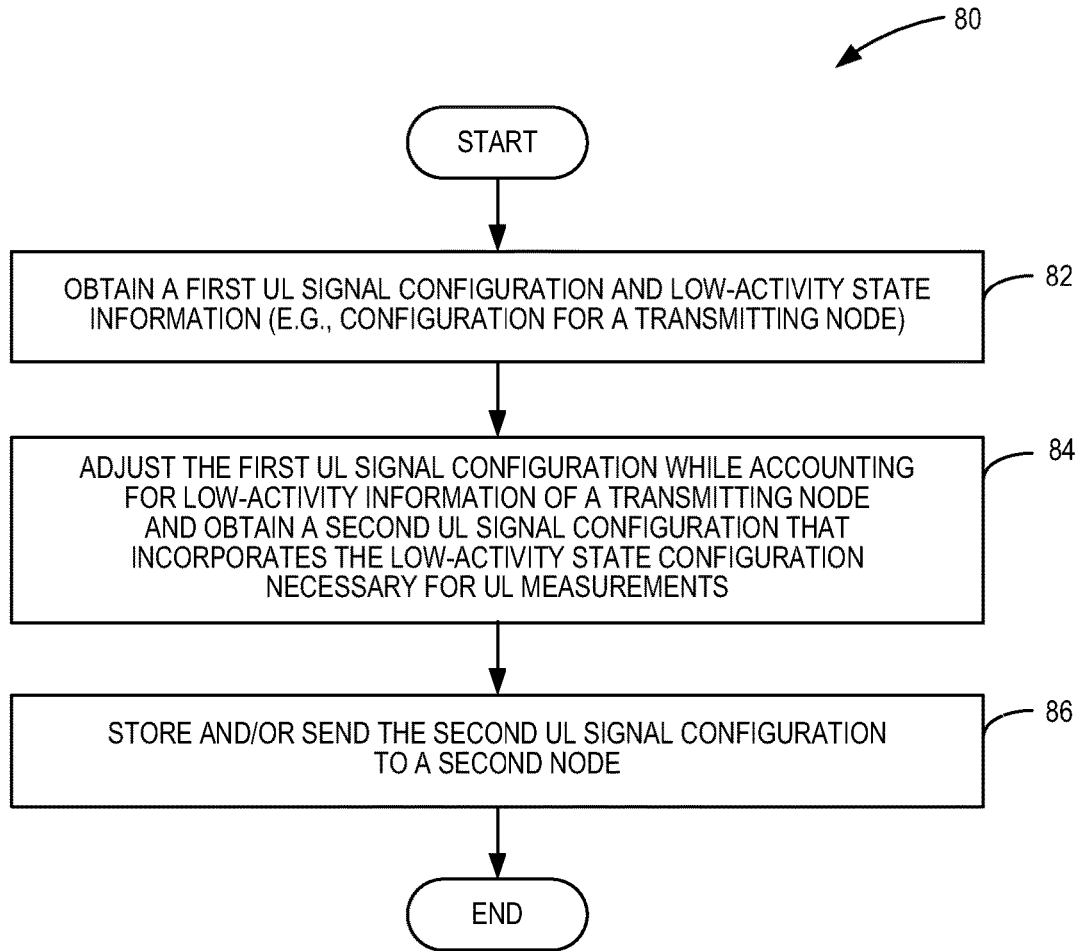 80
START
OBTAIN A FIRST UL SIGNAL CONFIGURATION AND LOW-ACTIVITY STATE
INFORMATION (E.G., CONFIGURATION FOR A TRANSMITTING NODE)
82
ADJUST THE FIRST UL SIGNAL CONFIGURATION WHILE ACCOUNTING
FOR LOW-ACTIVITY INFORMATION OF A TRANSMITTING NODE
AND OBTAIN A SECOND UL SIGNAL CONFIGURATION THAT
INCORPORATES THE LOW-ACTIVITY STATE CONFIGURATION
NECESSARY FOR UL MEASUREMENTS
84
STORE AND/OR SEND THE SECOND UL SIGNAL CONFIGURATION
TO A SECOND NODE
86
END